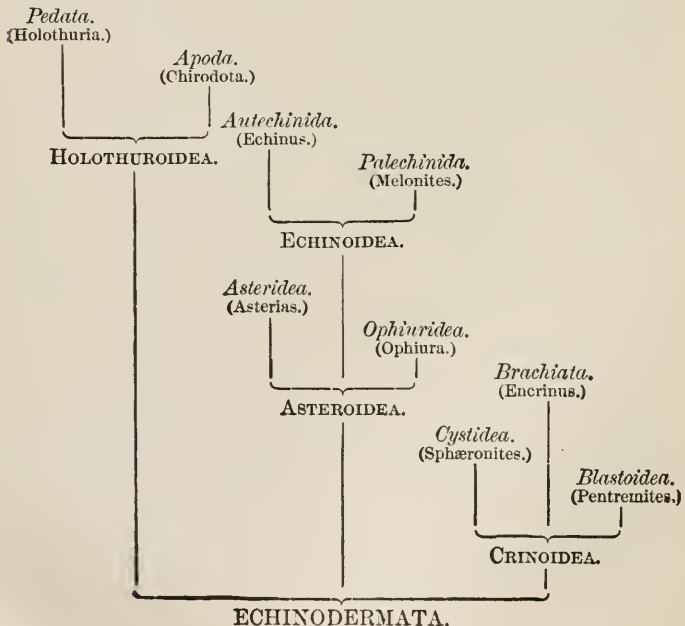 Pedata.
(Holothuria.)
Apoda.
(Chirodota.)
HOLOTHUROIDEA.
Autechinida.
(Echinus.)
Palechinida.
(Melonites.)
ECHINOIDEA.
Asteridea.
(Asterias.)
Ophiuridea.
(Ophiura.)
ASTEROIDEA.
Brachiata.
(Encrinus.)
Cystidea.
(Sphæronites.)
Blastoidea.
(Pentremites.)
CRINOIDEA.
ECHINODERMATA.